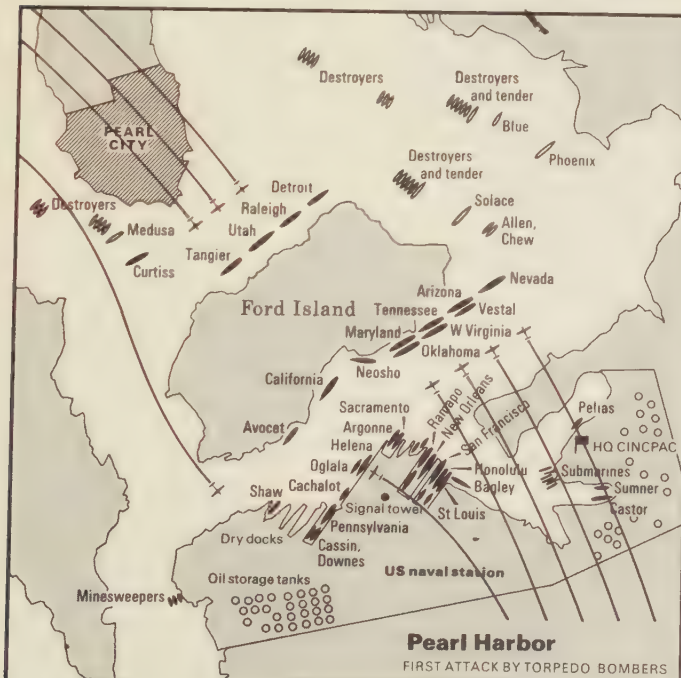 Destroyers
Destroyers
and tender
Blue
PEARL
CITY
Phoenix
Destroyers
and tender
Detroit
Raleigh
Solace
Destroyers
Medusa
Utah
Allen,
Chew
Tangier
Curtiss
Nevada
Arizona
Ford Island
Tennessee
Vestal
Maryland
W Virginia
Oklahoma
Neosho
California
Sacramento
Ramapo
New Orleans
San Francisco
Pelias
Avocet
Argonne
Helena
HQ CINCPAC
Oglala
Honolulu
Submarines
Cachalot
Bagley
Sumner
Shaw
Signal tower
St Louis
Castor
Dry docks
Pennsylvania
Cassin,
Downes
Oil storage tanks
US naval station
Minesweepers
Pearl Harbor
FIRST ATTACK BY TORPEDO BOMBERS